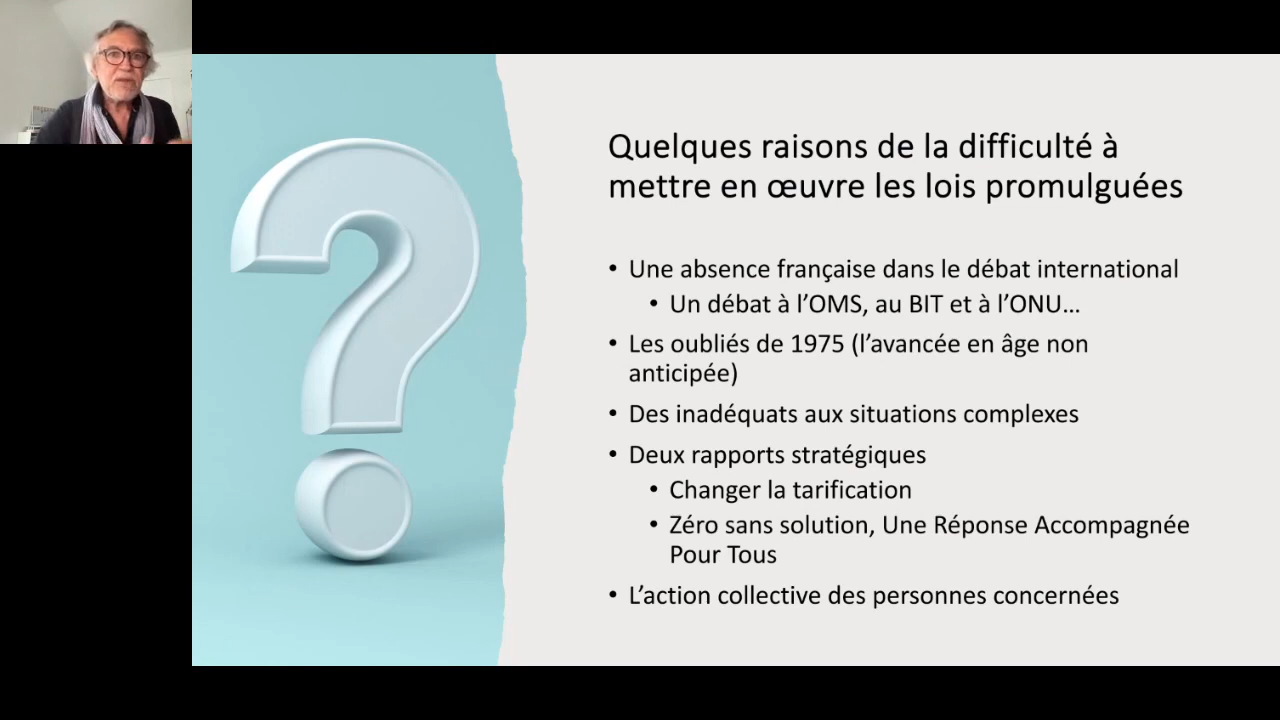 Quelques raisons de la difficulté à
mettre en œuvre les lois promulguées
• Une absence française dans le débat international
• Un débat à l’OMS, au BIT et à l’ONU…
• Les oubliés de 1975 (l’avancée en âge non
anticipée)
• Des inadéquats aux situations complexes
• Deux rapports stratégiques
• Changer la tarification
• Zéro sans solution, Une Réponse Accompagnée
Pour Tous
• L’action collective des personnes concernées